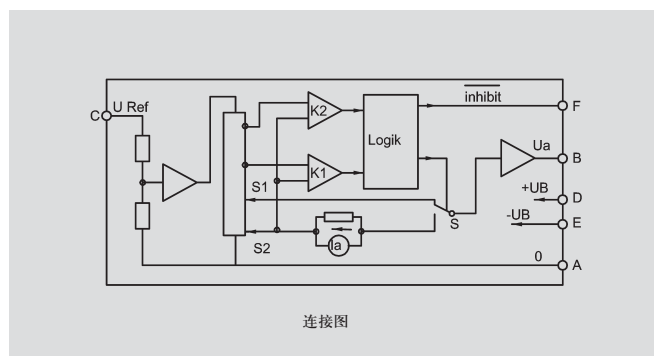 C
U Ref
K2
K1
Logik
inhibit
F
Ua
B
+UB
D
-UB
E
S1
S
Ia
S2
0
A
连接图